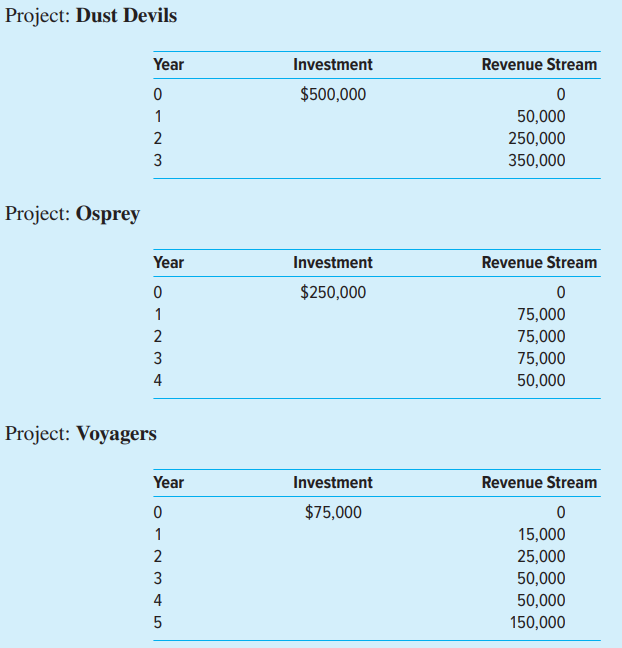 Project: Dust Devils
Year Investment Revenue Stream
0 $500,000 0
1 50,000
2 250,000
3 350,000
Project: Osprey
Year Investment Revenue Stream
0 $250,000 0
1 75,000
2 75,000
3 75,000
4 50,000
Project: Voyagers
Year Investment Revenue Stream
0 $75,000 0
1 15,000
2 25,000
3 50,000
4 50,000
5 150,000